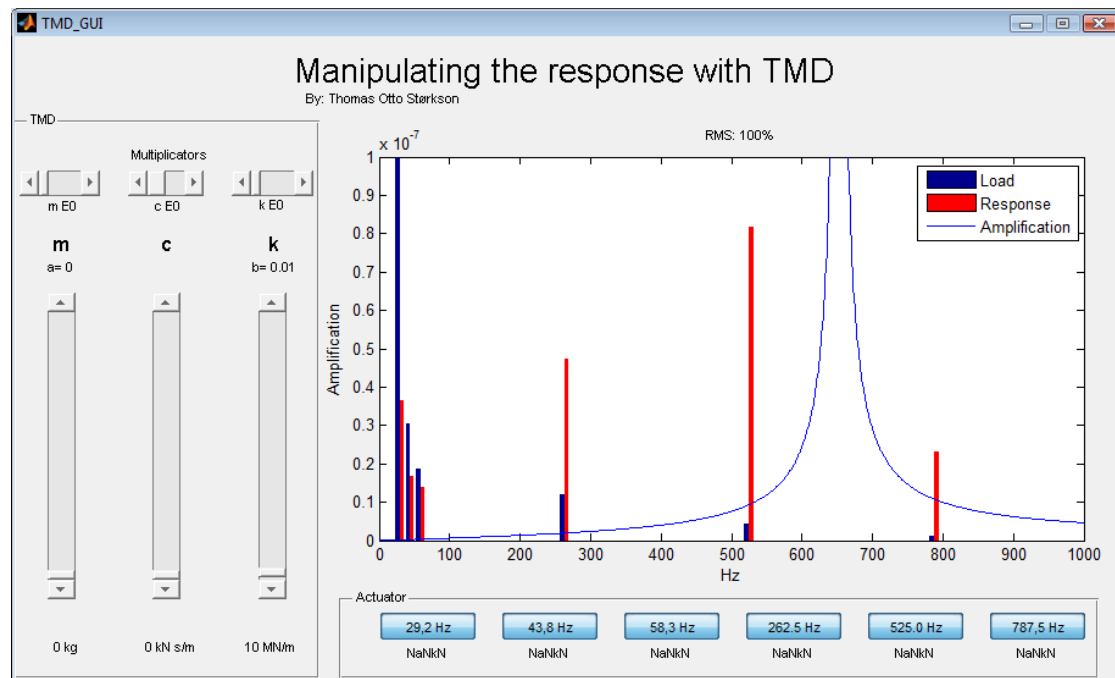 TMD_GUI
Manipulating the response with TMD
By: Thomas Otto Størkson
TMD
Multiplicators
m E0
c E0
k E0
m
c
k
a= 0
b= 0.01
0 kg
0 kN s/m
10 MN/m
RMS: 100%
x 10^-7
1
0.9
0.8
0.7
0.6
0.5
0.4
0.3
0.2
0.1
0
Amplification
Load
Response
Amplification
0 100 200 300 400 500 600 700 800 900 1000
Hz
Actuator
29,2 Hz 43,8 Hz 58,3 Hz 262.5 Hz 525.0 Hz 787,5 Hz
NaNkN NaNkN NaNkN NaNkN NaNkN NaNkN